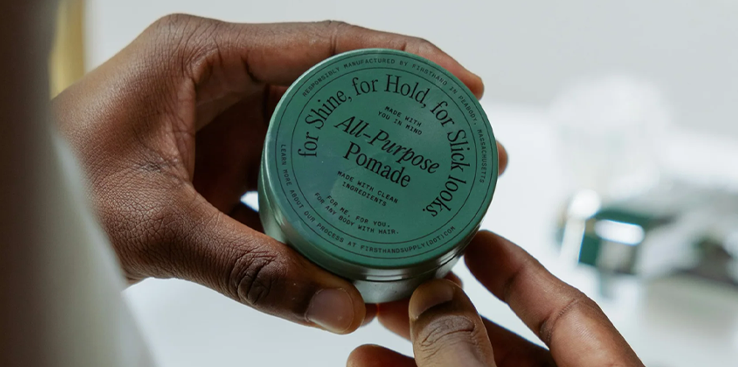 RESPONSIBLY MANUFACTURED BY FIRSTHAND IN PEABODY, MASSACHUSETTS
for Shine, for Hold, for Slick looks.
MADE WITH
YOU IN MIND
All-Purpose
Pomade
MADE WITH CLEAN
INGREDIENTS
FOR ME, FOR YOU,
FOR ANY BODY WITH HAIR.
LEARN MORE ABOUT OUR PROCESS AT FIRSTHANDSUPPLY(DOT)COM